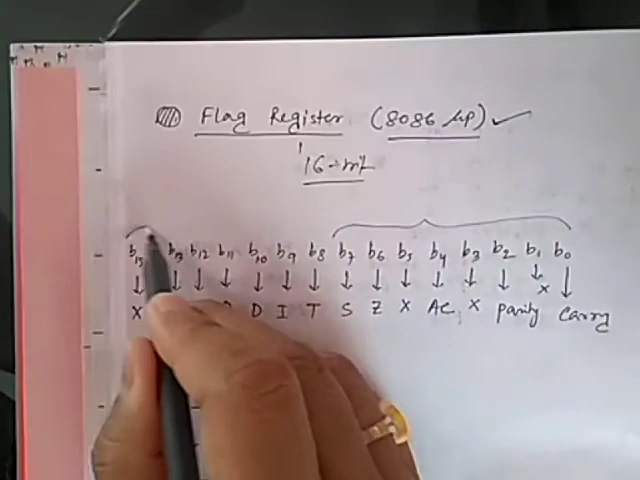 Flag Register (8086 μp)
16-bit
b15 b13 b12 b11 b10 b9 b8 b7 b6 b5 b4 b3 b2 b1 b0
X D I T S Z X AC X Parity X Carry